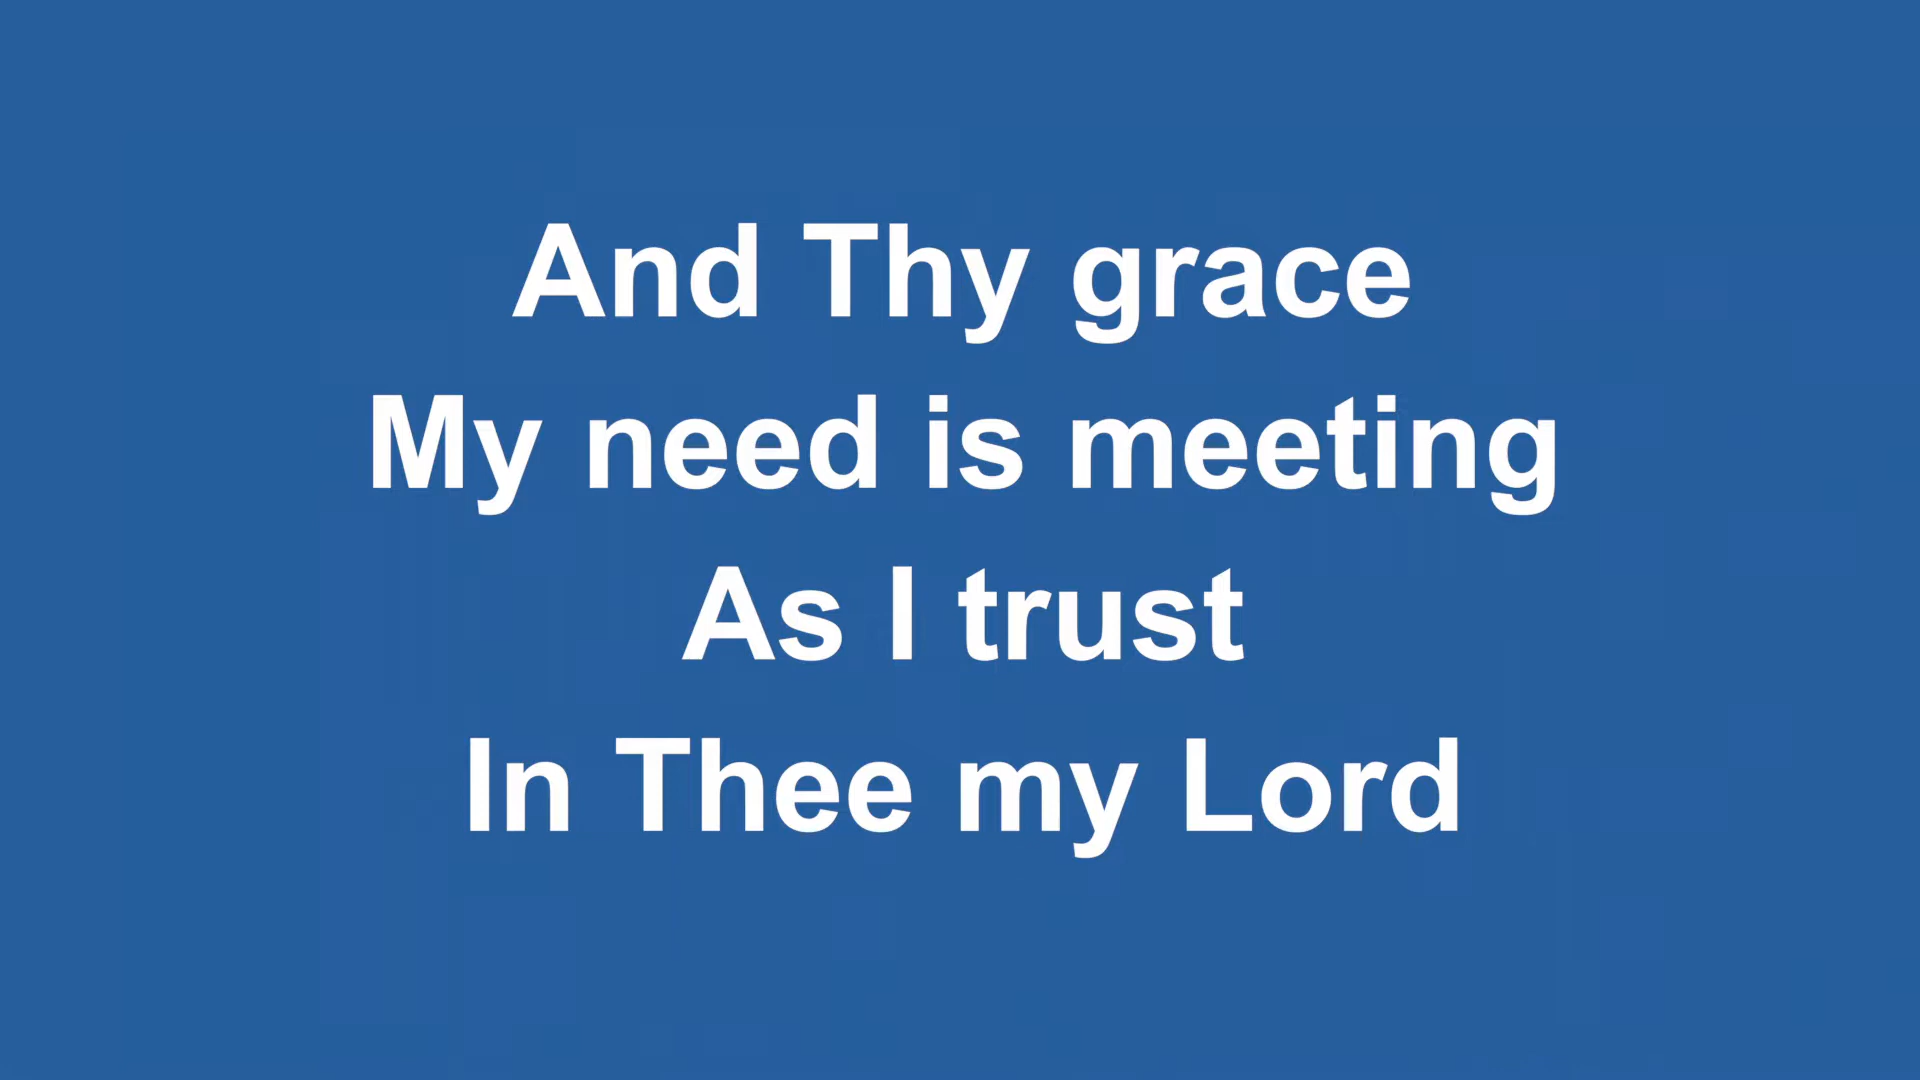 And Thy grace
My need is meeting
As I trust
In Thee my Lord